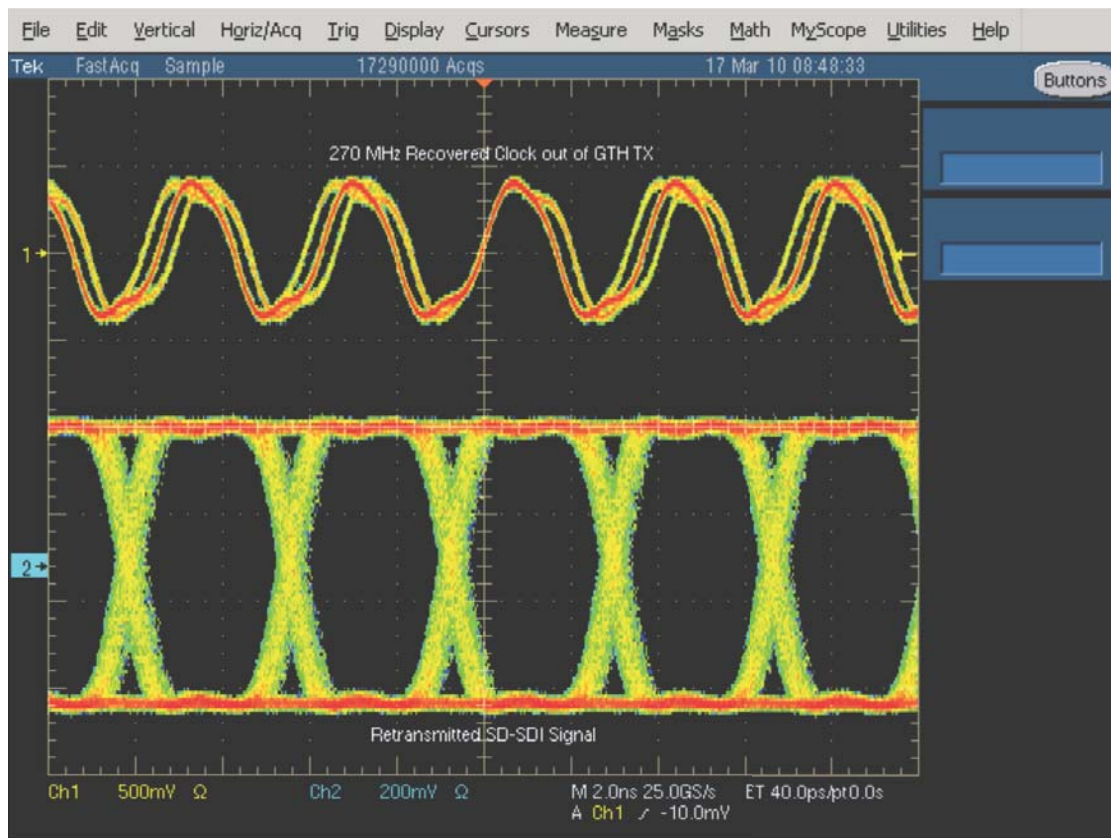 File Edit Vertical Horiz/Acq Trig Display Cursors Measure Masks Math MyScope Utilities Help
Tek FastAcq Sample 17290000 Acqs 17 Mar 10 08:48:33 Buttons
270 MHz Recovered Clock out of GTH TX
1
2
Retransmitted SD-SDI Signal
Ch1 500mV Ω Ch2 200mV Ω M 2.0ns 25.0GS/s ET 40.0ps/pt0.0s
A Ch1 ⁄ -10.0mV